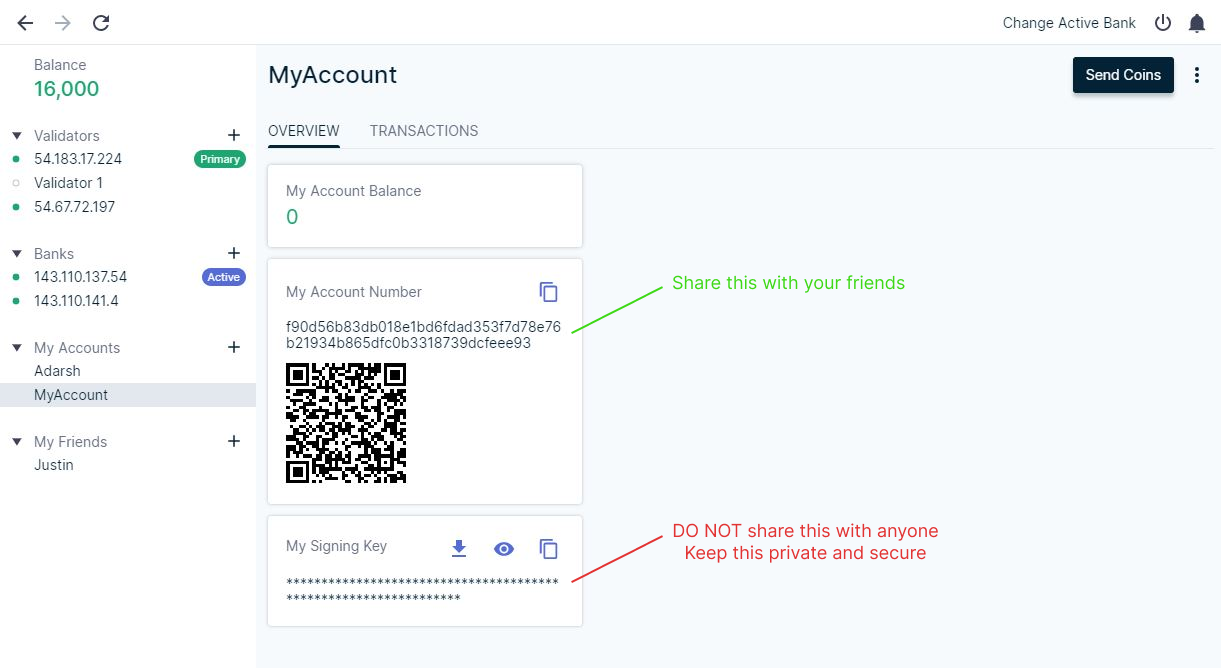 Change Active Bank
Balance
16,000
Validators
54.183.17.224 Primary
Validator 1
54.67.72.197
Banks
143.110.137.54 Active
143.110.141.4
My Accounts
Adarsh
MyAccount
My Friends
Justin
MyAccount
Send Coins
OVERVIEW TRANSACTIONS
My Account Balance
0
My Account Number
f90d56b83db018e1bd6fdad353f7d78e76
b21934b865dfc0b3318739dcfeee93
Share this with your friends
My Signing Key
***************************************
*************************
DO NOT share this with anyone
Keep this private and secure